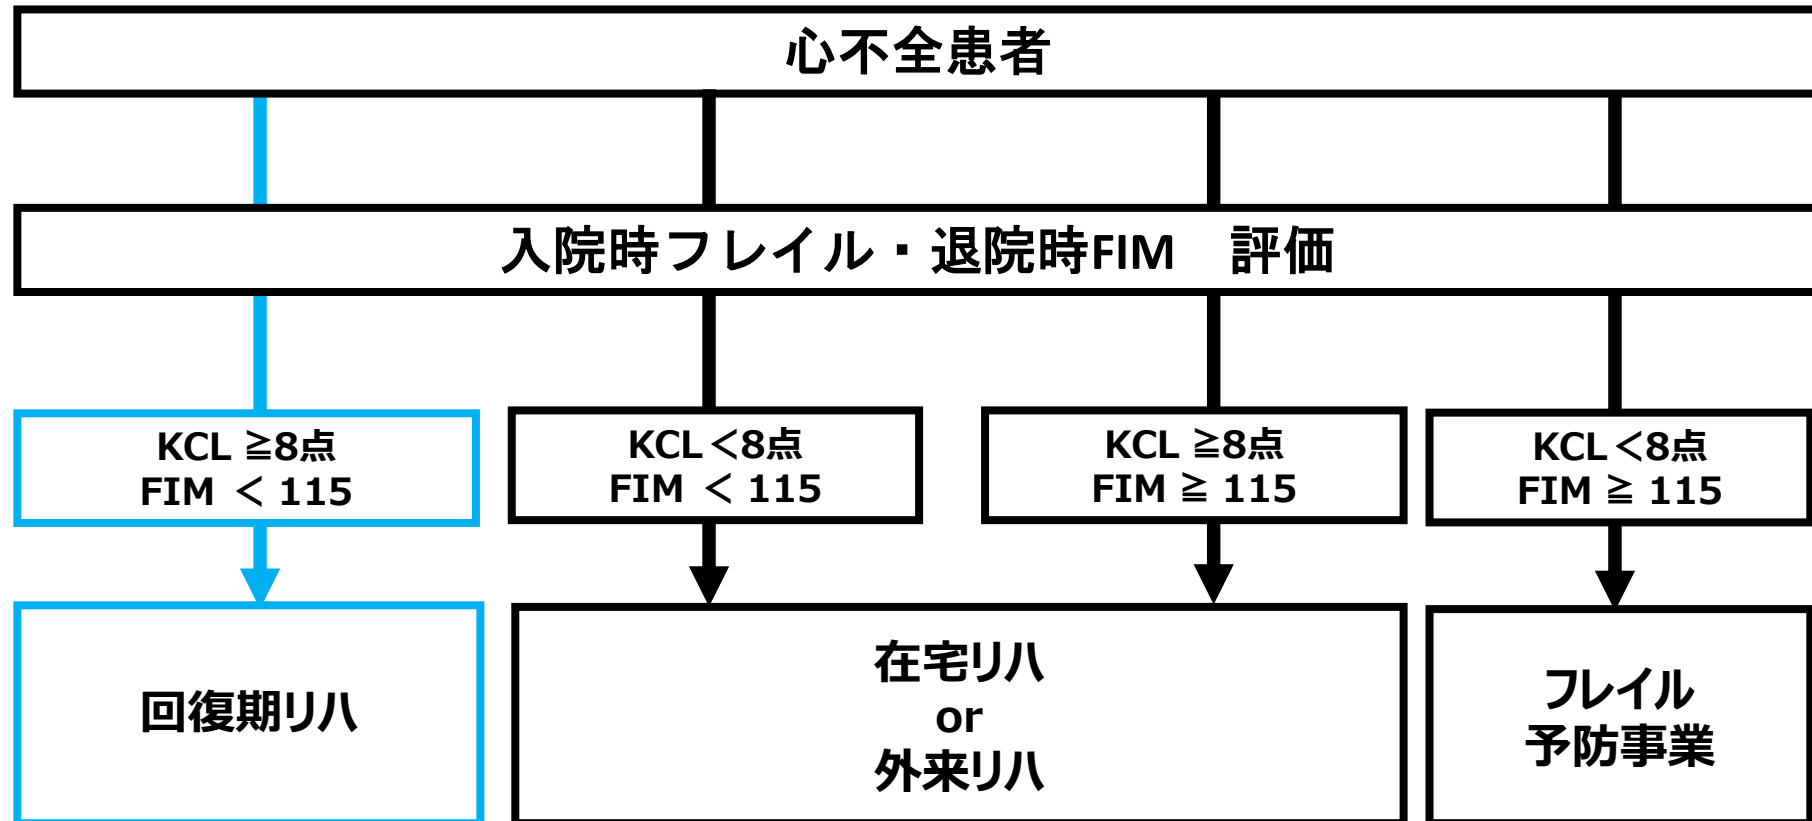 心不全患者
入院時フレイル・退院時FIM　評価
KCL ≧8点
FIM ＜ 115
KCL＜8点
FIM ＜ 115
KCL ≧8点
FIM ≧ 115
KCL＜8点
FIM ≧ 115
回復期リハ
在宅リハ
or
外来リハ
フレイル
予防事業